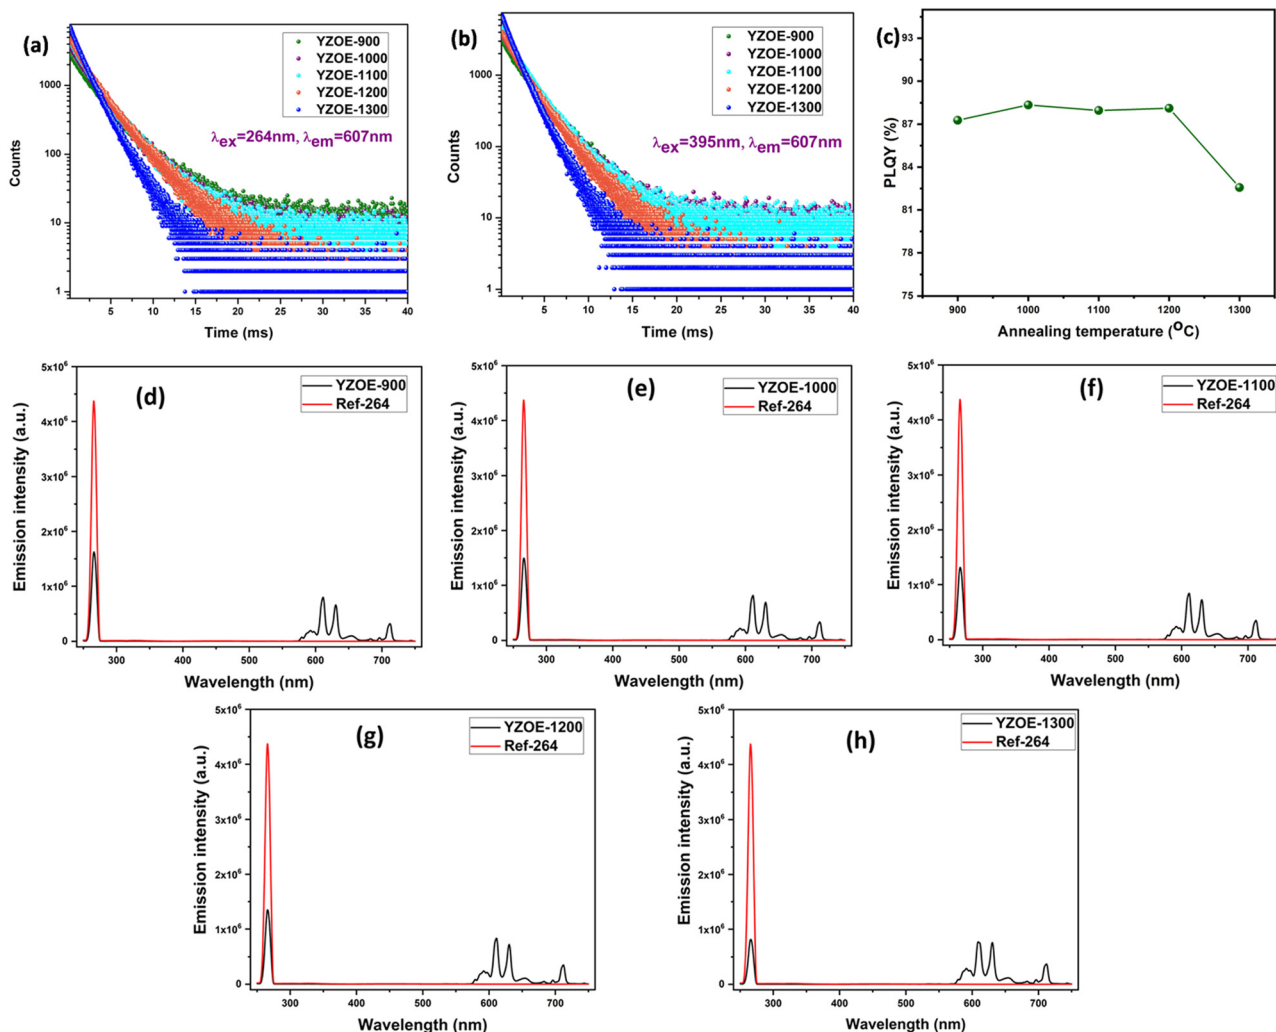 (a)
YZOE-900
YZOE-1000
YZOE-1100
YZOE-1200
YZOE-1300
λex=264nm, λem=607nm
Counts
1000
100
10
1
5 10 15 20 25 30 35 40
Time (ms)
(b)
YZOE-900
YZOE-1000
YZOE-1100
YZOE-1200
YZOE-1300
λex=395nm, λem=607nm
Counts
1000
100
10
1
5 10 15 20 25 30 35 40
Time (ms)
(c)
PLQY (%)
93
90
87
84
81
78
75
900 1000 1100 1200 1300
Annealing temperature (OC)
(d)
YZOE-900
Ref-264
Emission intensity (a.u.)
5x10⁶
4x10⁶
3x10⁶
2x10⁶
1x10⁶
0
300 400 500 600 700
Wavelength (nm)
(e)
YZOE-1000
Ref-264
Emission intensity (a.u.)
5x10⁶
4x10⁶
3x10⁶
2x10⁶
1x10⁶
0
300 400 500 600 700
Wavelength (nm)
(f)
YZOE-1100
Ref-264
Emission intensity (a.u.)
5x10⁶
4x10⁶
3x10⁶
2x10⁶
1x10⁶
0
300 400 500 600 700
Wavelength (nm)
(g)
YZOE-1200
Ref-264
Emission intensity (a.u.)
5x10⁶
4x10⁶
3x10⁶
2x10⁶
1x10⁶
0
300 400 500 600 700
Wavelength (nm)
(h)
YZOE-1300
Ref-264
Emission intensity (a.u.)
5x10⁶
4x10⁶
3x10⁶
2x10⁶
1x10⁶
0
300 400 500 600 700
Wavelength (nm)